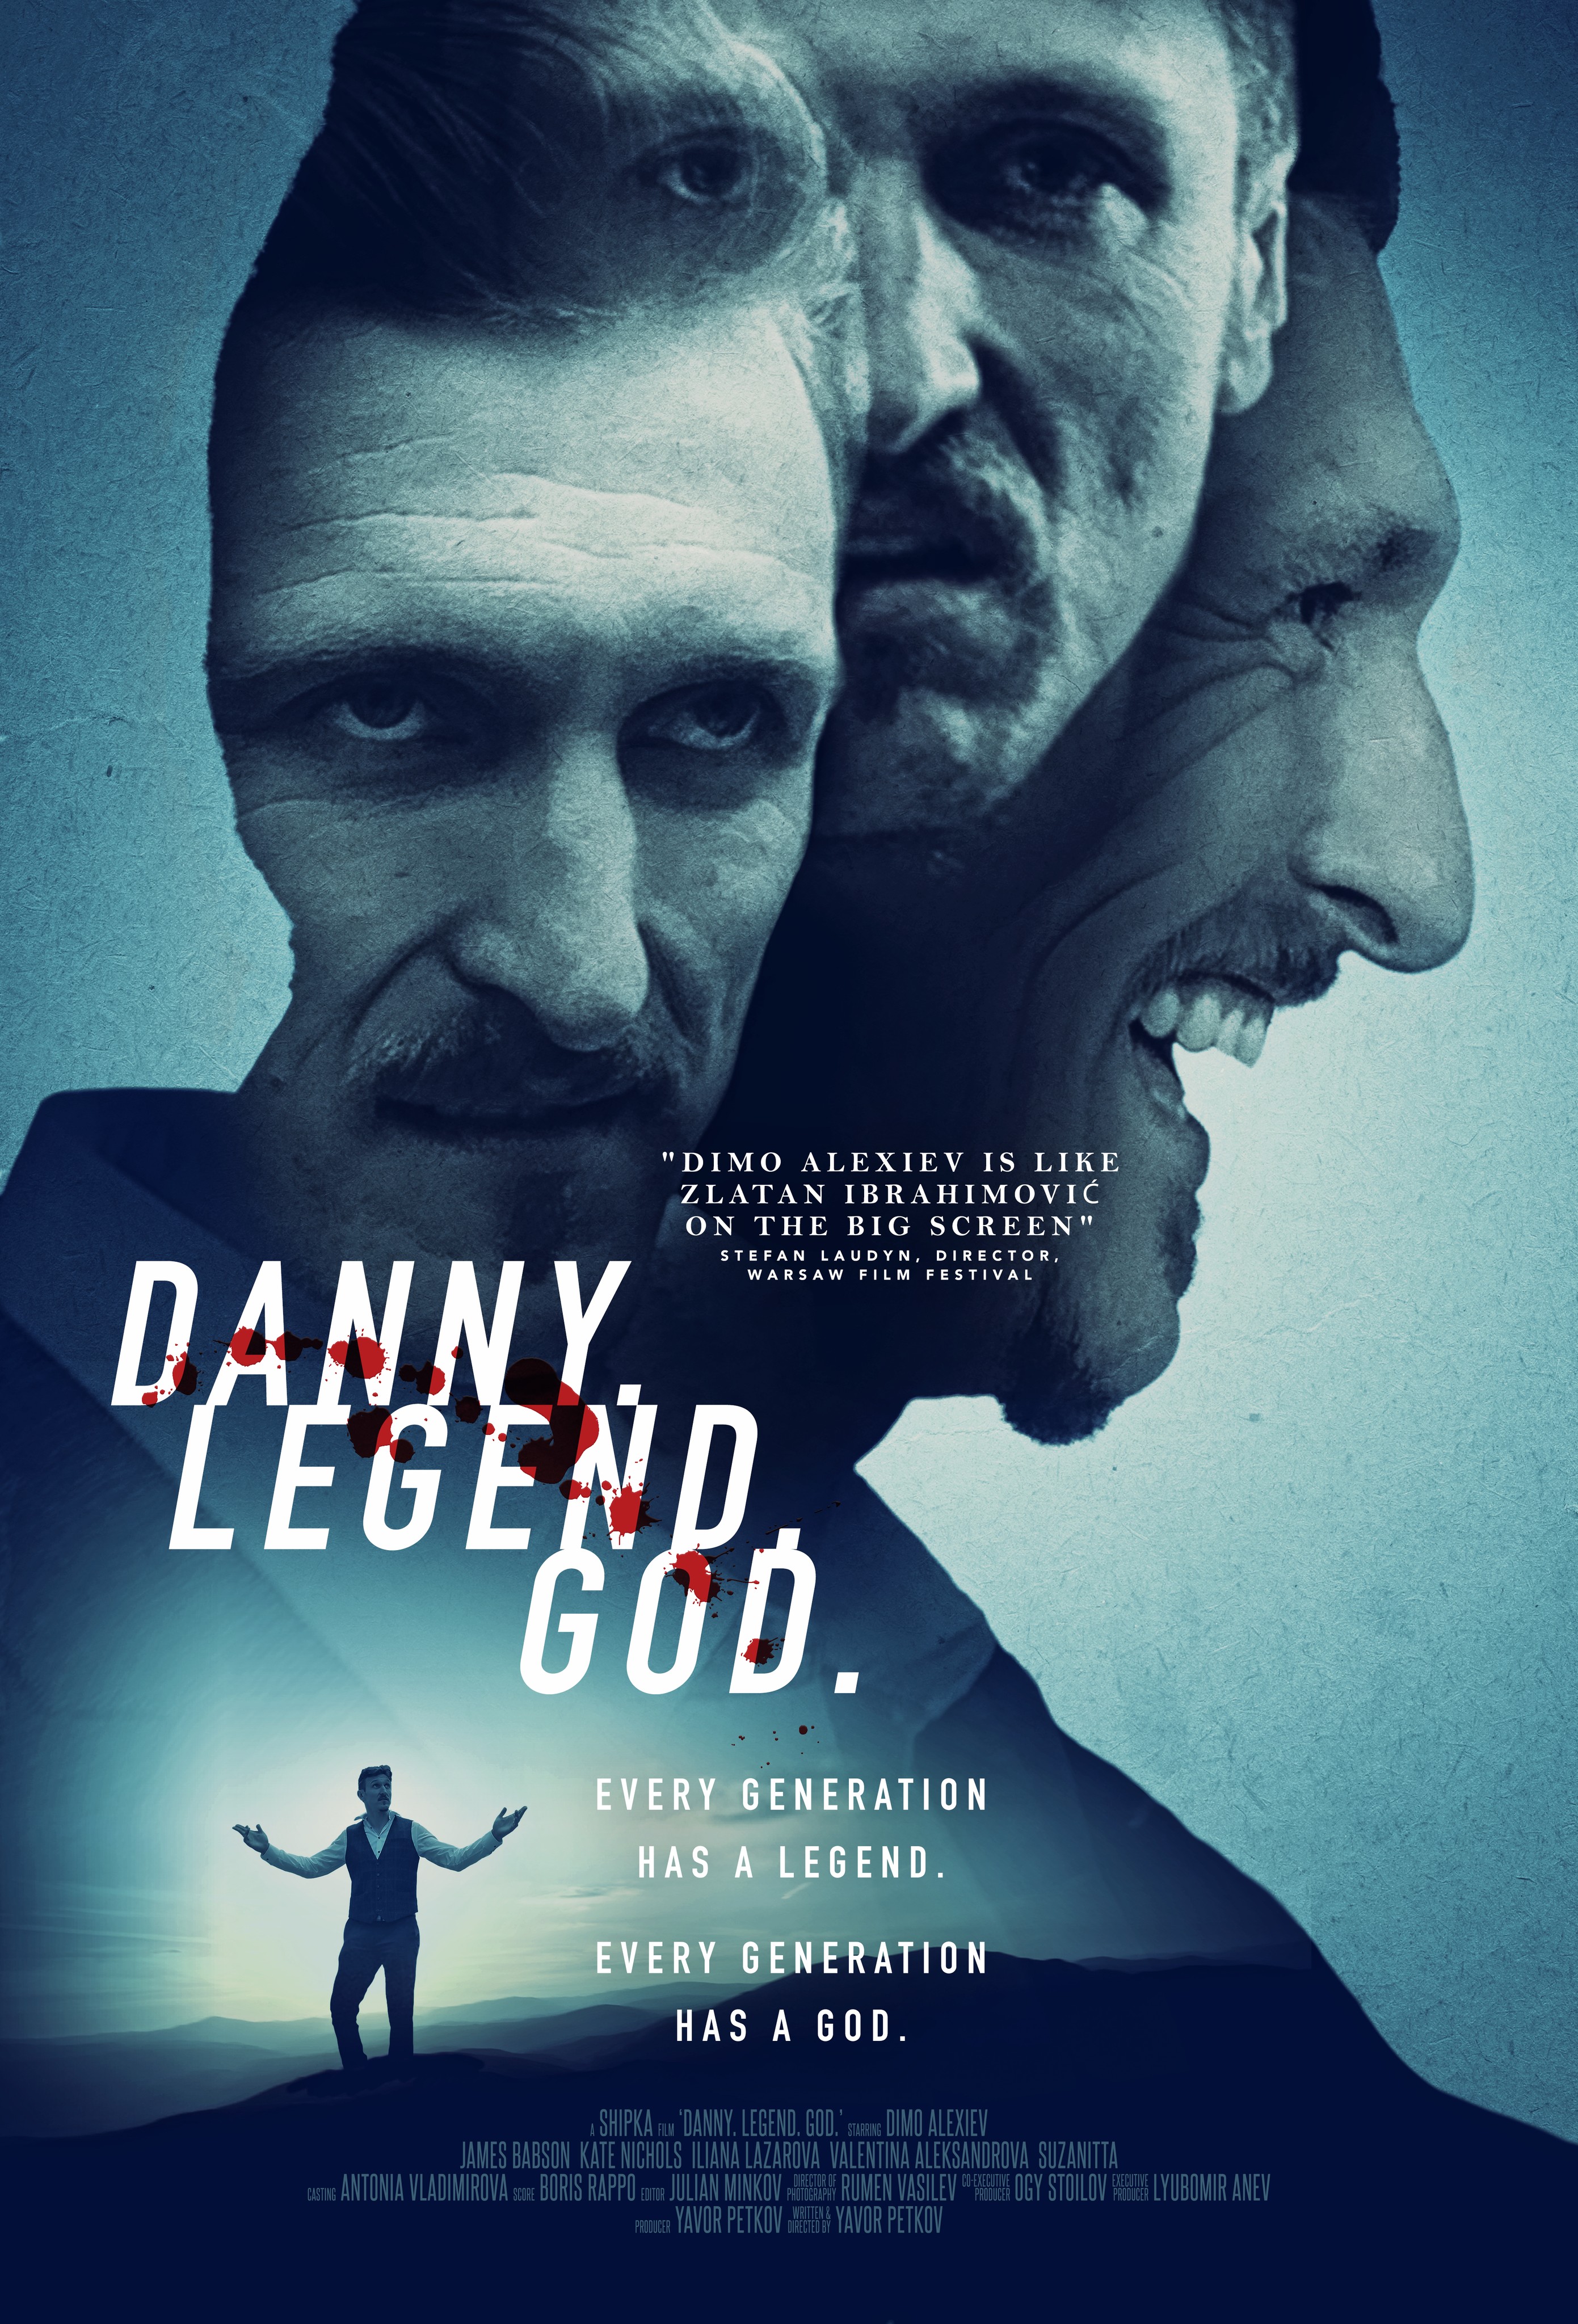 "DIMO ALEXIEV IS LIKE
ZLATAN IBRAHIMOVIĆ
ON THE BIG SCREEN"
STEFAN LAUDYN, DIRECTOR,
WARSAW FILM FESTIVAL
DANNY.
LEGEND.
GOD.
EVERY GENERATION
HAS A LEGEND.
EVERY GENERATION
HAS A GOD.
A SHIPKA FILM 'DANNY. LEGEND. GOD.' STARRING DIMO ALEXIEV
JAMES BABSON KATE NICHOLS ILIANA LAZAROVA VALENTINA ALEKSANDROVA SUZANITTA
CASTING ANTONIA VLADIMIROVA SCORE BORIS RAPPO EDITOR JULIAN MINKOV DIRECTOR OF PHOTOGRAPHY RUMEN VASILEV CO-EXECUTIVE PRODUCER OGY STOILOV EXECUTIVE PRODUCER LYUBOMIR ANEV
PRODUCER YAVOR PETKOV WRITTEN & DIRECTED BY YAVOR PETKOV